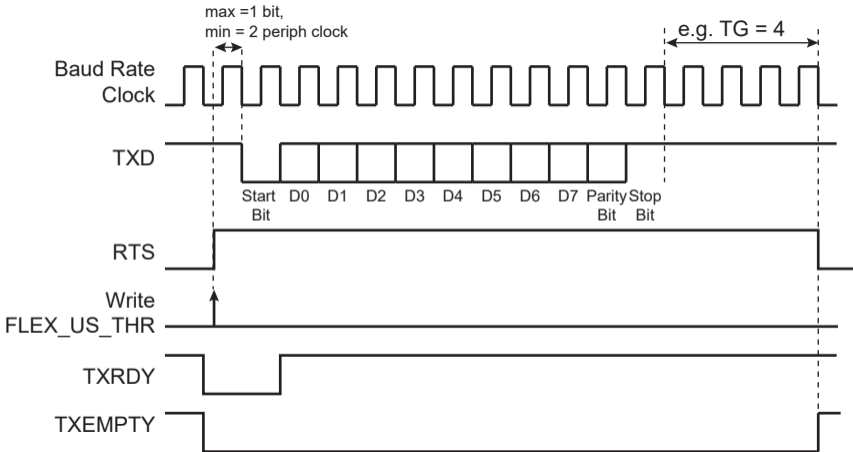 max =1 bit,
min = 2 periph clock
e.g. TG = 4
Baud Rate
Clock
TXD
Start D0 D1 D2 D3 D4 D5 D6 D7 Parity Stop
Bit Bit Bit
RTS
Write
FLEX_US_THR
TXRDY
TXEMPTY